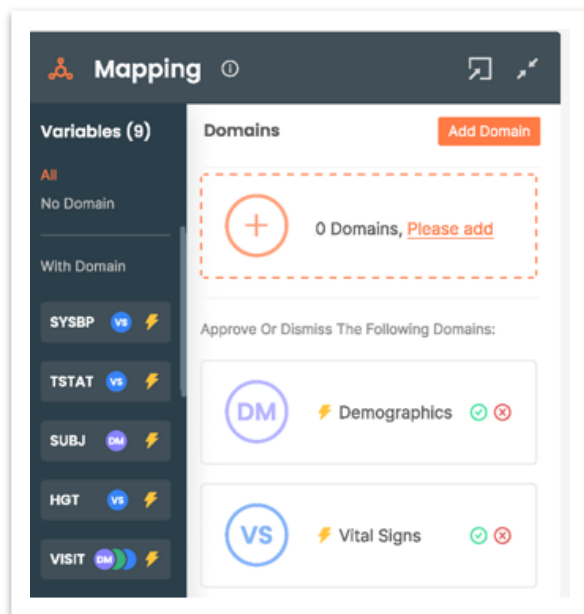 Mapping
Variables (9)
All
No Domain
With Domain
SYSBP VS
TSTAT VS
SUBJ DM
HGT VS
VISIT DM
Domains
Add Domain
0 Domains, Please add
Approve Or Dismiss The Following Domains:
DM Demographics
VS Vital Signs